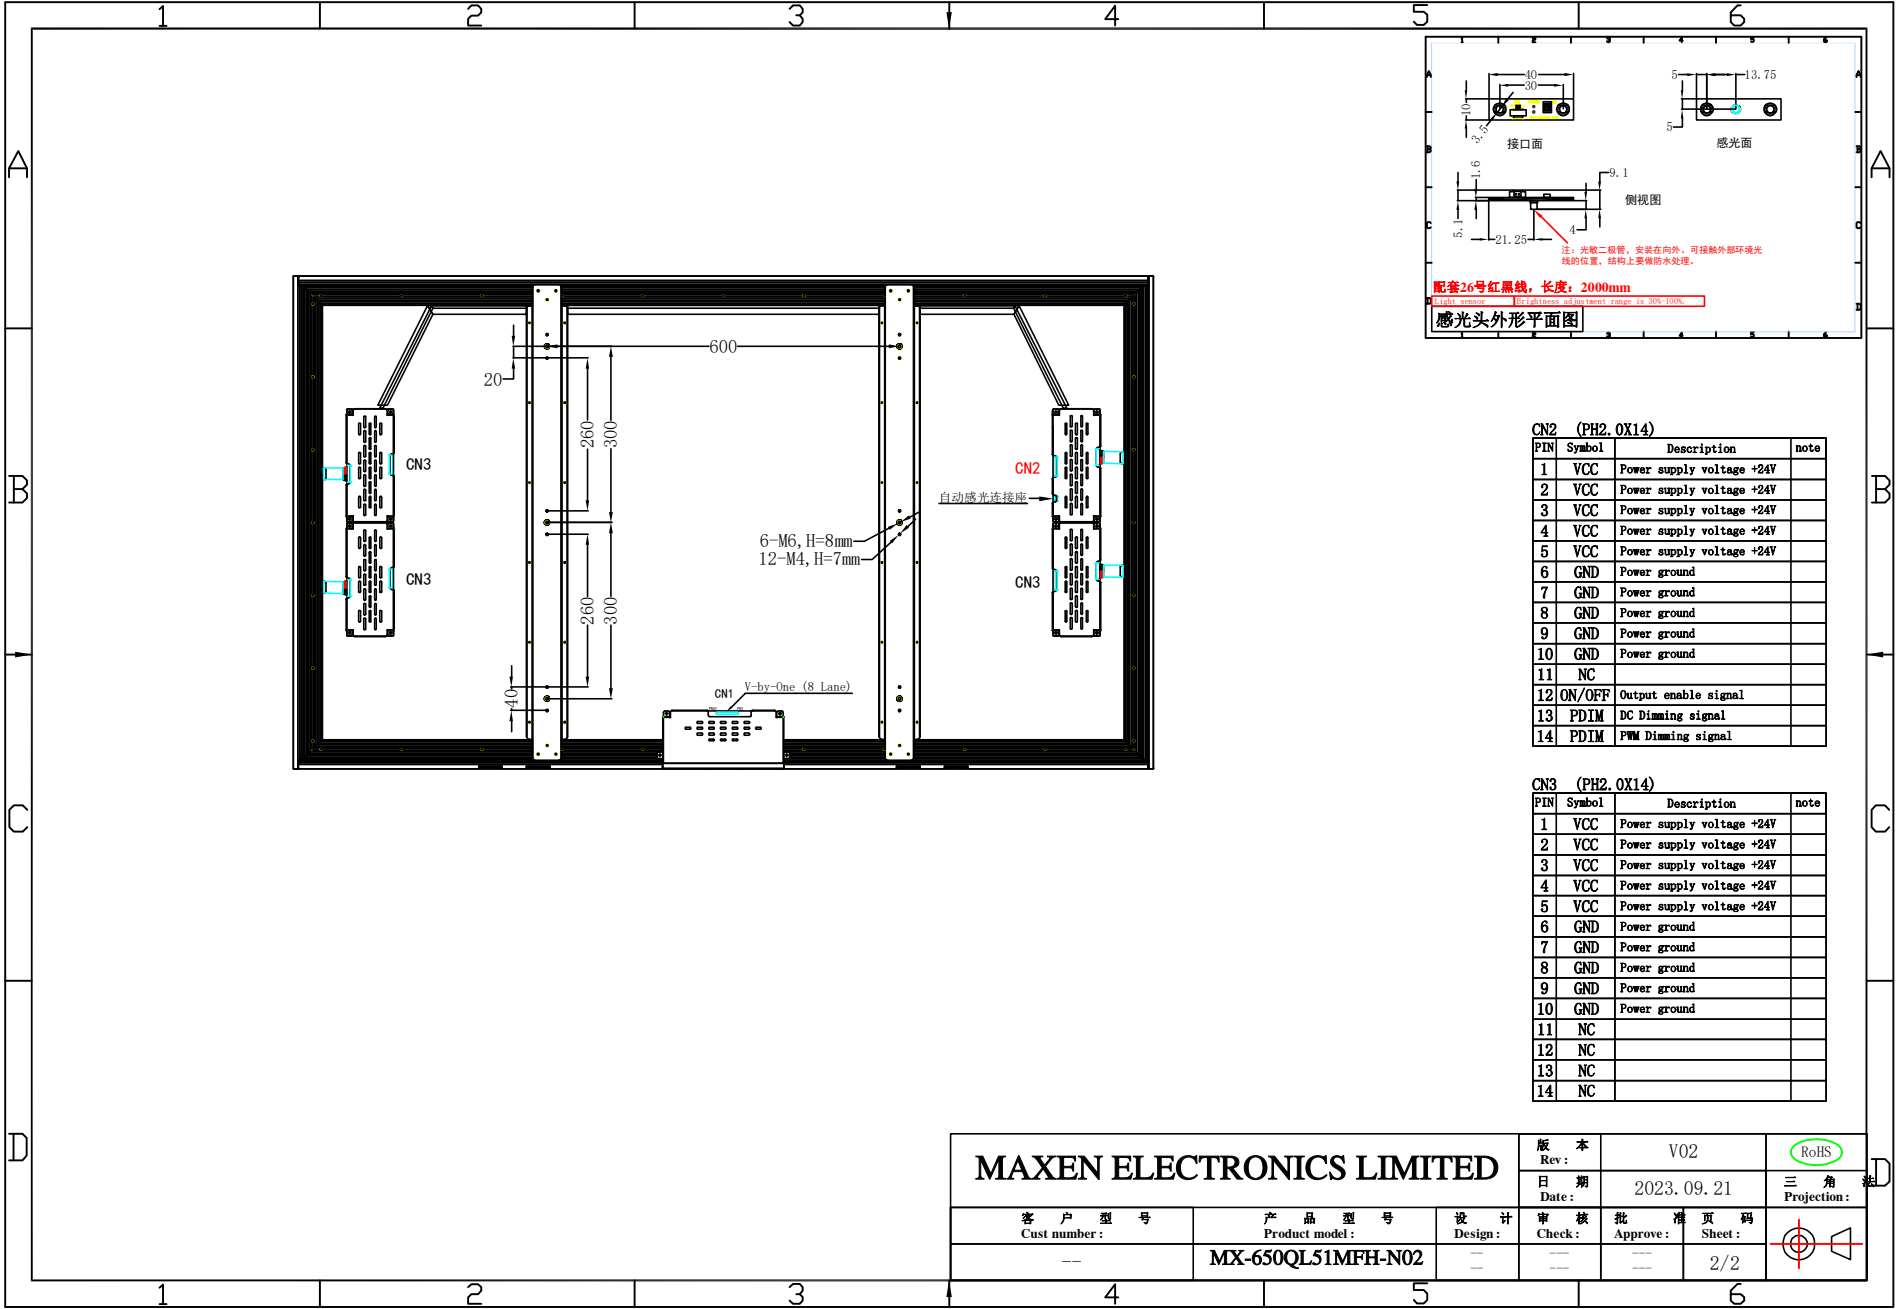 1 2 3 4 5 6
A
B
C
D
A
B
C
D
1 2 3 4 5 6
40
30
10
3.5
接口面
5
13.75
5
感光面
1.6
9.1
侧视图
5.1
21.25
4
注：光敏二极管，安装在向外、可接触外部环境光
线的位置，结构上要做防水处理。
配套26号红黑线，长度：2000mm
Light sensor Brightness adjustment range is 30%-100%.
感光头外形平面图
600
20
260
300
CN3
CN2
自动感光连接座
6-M6,H=8mm
12-M4,H=7mm
CN3
CN3
260
300
40
CN1
V-by-One (8 Lane)
CN2 (PH2.0X14)
PIN Symbol Description note
1 VCC Power supply voltage +24V
2 VCC Power supply voltage +24V
3 VCC Power supply voltage +24V
4 VCC Power supply voltage +24V
5 VCC Power supply voltage +24V
6 GND Power ground
7 GND Power ground
8 GND Power ground
9 GND Power ground
10 GND Power ground
11 NC
12 ON/OFF Output enable signal
13 PDIM DC Dimming signal
14 PDIM PWM Dimming signal
CN3 (PH2.0X14)
PIN Symbol Description note
1 VCC Power supply voltage +24V
2 VCC Power supply voltage +24V
3 VCC Power supply voltage +24V
4 VCC Power supply voltage +24V
5 VCC Power supply voltage +24V
6 GND Power ground
7 GND Power ground
8 GND Power ground
9 GND Power ground
10 GND Power ground
11 NC
12 NC
13 NC
14 NC
MAXEN ELECTRONICS LIMITED
版 本
Rev :
V02
RoHS
日 期
Date :
2023.09.21
三 角 法
Projection :
客 户 型 号
Cust number :
产 品 型 号
Product model :
设 计
Design :
审 核
Check :
批 准
Approve :
页 码
Sheet :
--
MX-650QL51MFH-N02
--
--
---
---
---
---
2/2